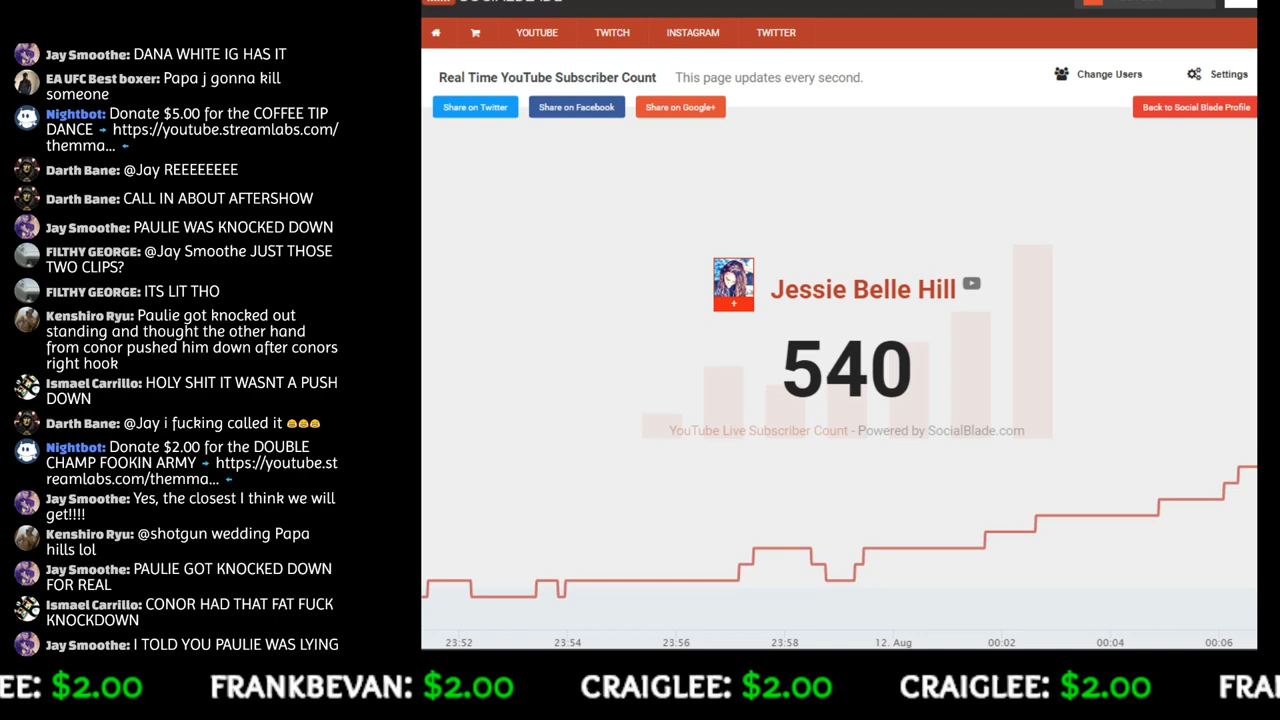 Jay Smoothe: DANA WHITE IG HAS IT
EA UFC Best boxer: Papa j gonna kill
someone
Nightbot: Donate $5.00 for the COFFEE TIP
DANCE → https://youtube.streamlabs.com/
themma... ←
Darth Bane: @Jay REEEEEEEE
Darth Bane: CALL IN ABOUT AFTERSHOW
Jay Smoothe: PAULIE WAS KNOCKED DOWN
FILTHY GEORGE: @Jay Smoothe JUST THOSE
TWO CLIPS?
FILTHY GEORGE: ITS LIT THO
Kenshiro Ryu: Paulie got knocked out
standing and thought the other hand
from conor pushed him down after conors
right hook
Ismael Carrillo: HOLY SHIT IT WASNT A PUSH
DOWN
Darth Bane: @Jay i fucking called it
Nightbot: Donate $2.00 for the DOUBLE
CHAMP FOOKIN ARMY → https://youtube.st
reamlabs.com/themma... ←
Jay Smoothe: Yes, the closest I think we will
get!!!!
Kenshiro Ryu: @shotgun wedding Papa
hills lol
Jay Smoothe: PAULIE GOT KNOCKED DOWN
FOR REAL
Ismael Carrillo: CONOR HAD THAT FAT FUCK
KNOCKDOWN
Jay Smoothe: I TOLD YOU PAULIE WAS LYING
YOUTUBE TWITCH INSTAGRAM TWITTER
Real Time YouTube Subscriber Count This page updates every second.
Change Users Settings
Share on Twitter Share on Facebook Share on Google+ Back to Social Blade Profile
Jessie Belle Hill
540
YouTube Live Subscriber Count - Powered by SocialBlade.com
23:52 23:54 23:56 23:58 12. Aug 00:02 00:04 00:06
EE: $2.00 FRANKBEVAN: $2.00 CRAIGLEE: $2.00 CRAIGLEE: $2.00 FRA